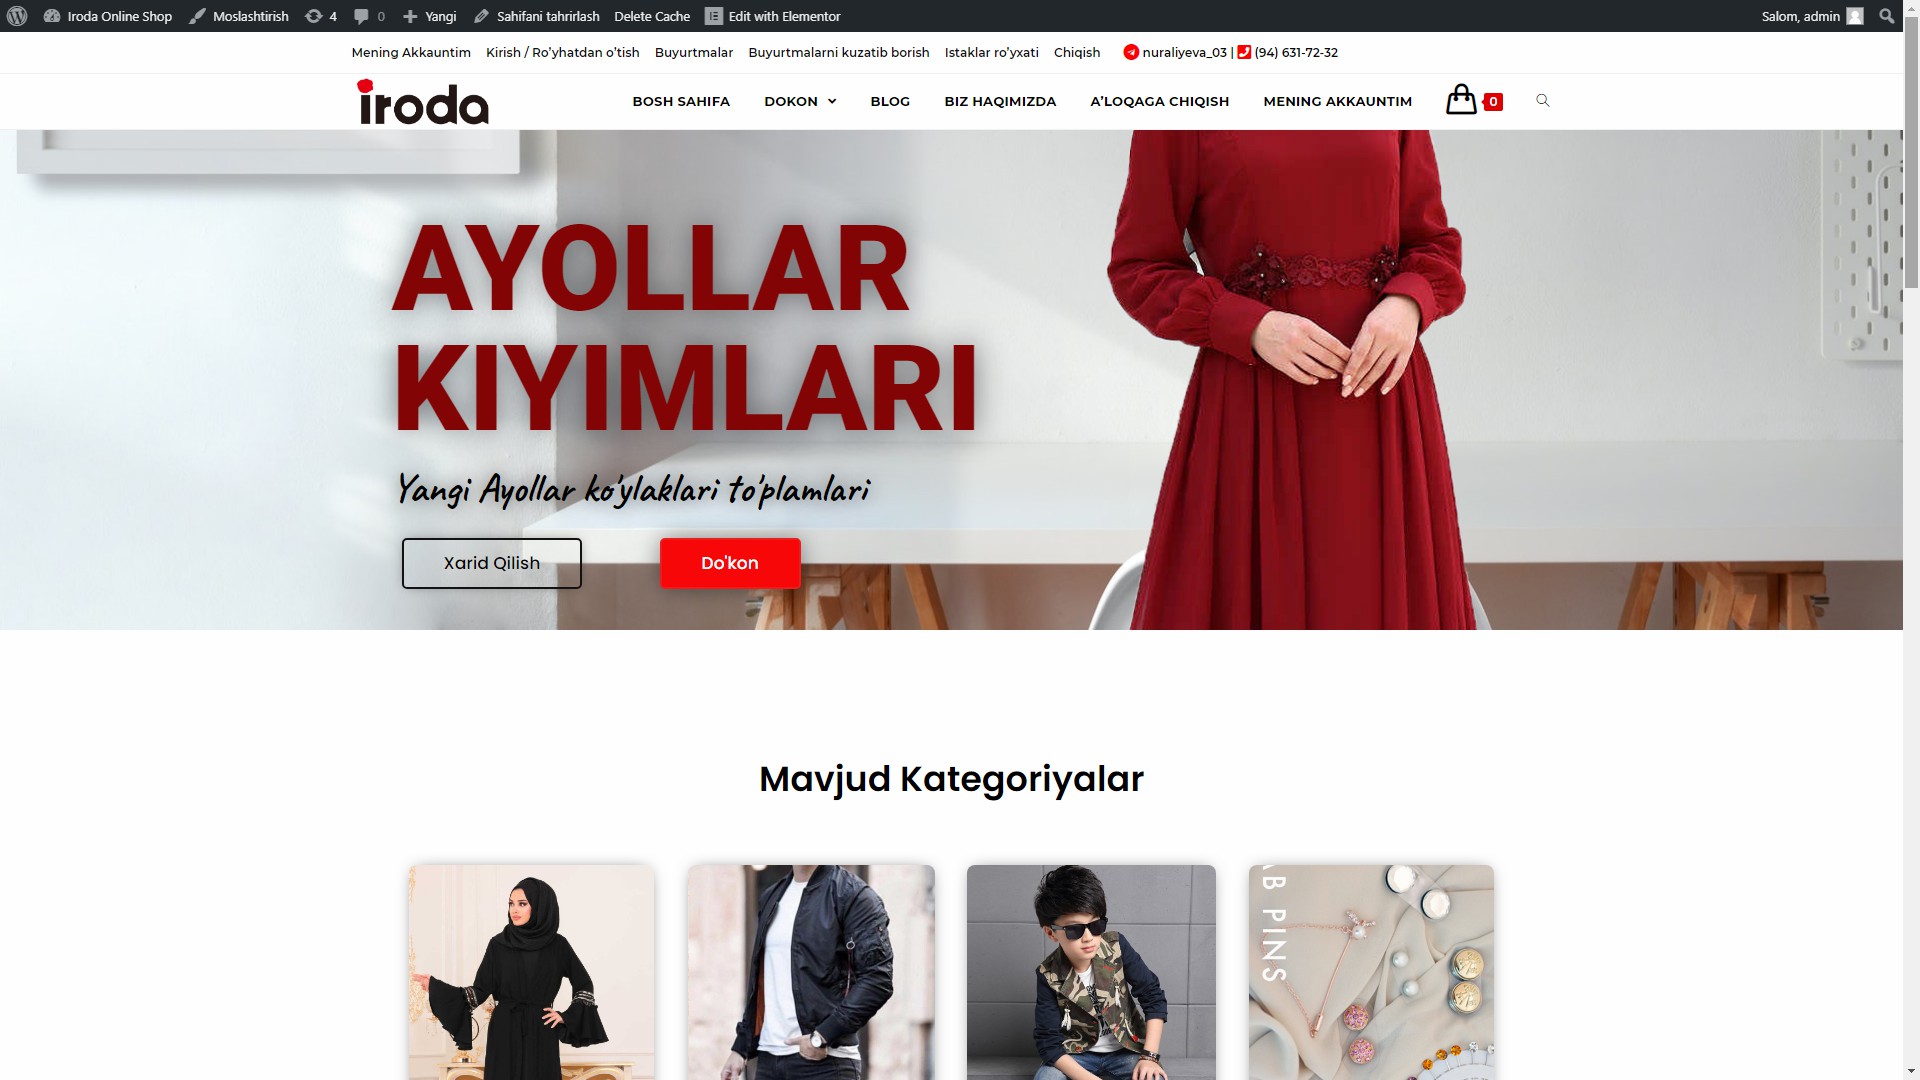 Iroda Online Shop Moslashtirish 4 0 Yangi Sahifani tahrirlash Delete Cache Edit with Elementor Salom, admin
Mening Akkauntim Kirish / Ro’yhatdan o’tish Buyurtmalar Buyurtmalarni kuzatib borish Istaklar ro’yxati Chiqish nuraliyeva_03 | (94) 631-72-32
iroda BOSH SAHIFA DOKON BLOG BIZ HAQIMIZDA A’LOQAGA CHIQISH MENING AKKAUNTIM 0
AYOLLAR
KIYIMLARI
Yangi Ayollar ko'ylaklari to'plamlari
Xarid Qilish Do'kon
Mavjud Kategoriyalar
PINS